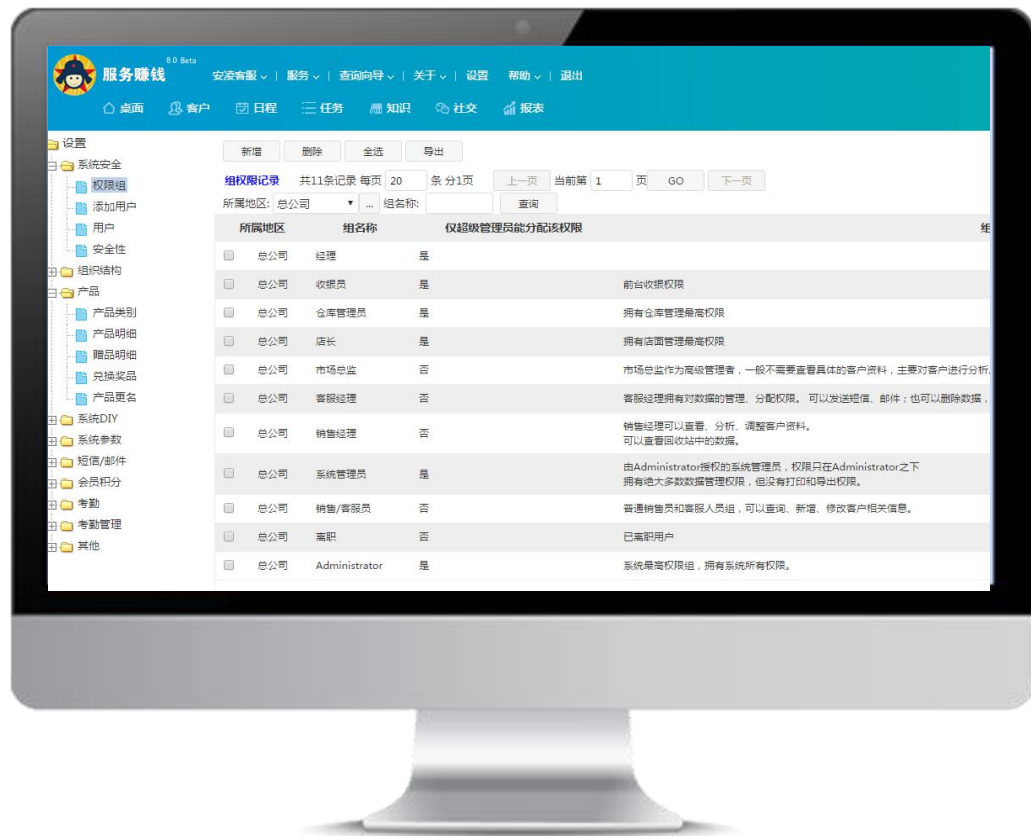 8.0 Beta
服务赚钱
安凌客服 | 服务 | 查询向导 | 关于 | 设置 帮助 | 退出
桌面 客户 日程 任务 知识 社交 报表
设置
系统安全
权限组
添加用户
用户
安全性
组织结构
产品
产品类别
产品明细
赠品明细
兑换奖品
产品更名
系统DIY
系统参数
短信/邮件
会员积分
考勤
考勤管理
其他
新增 删除 全选 导出
组权限记录 共11条记录 每页 20 条 分1页 上一页 当前第 1 页 GO 下一页
所属地区: 总公司 ... 组名称: 查询
所属地区 组名称 仅超级管理员能分配该权限 组
总公司 经理 是
总公司 收银员 是 前台收银权限
总公司 仓库管理员 是 拥有仓库管理最高权限
总公司 店长 是 拥有店面管理最高权限
总公司 市场总监 否 市场总监作为高级管理者，一般不需要查看具体的客户资料，主要对客户进行分析.
总公司 客服经理 否 客服经理拥有对数据的管理、分配权限。 可以发送短信、邮件；也可以删除数据，
总公司 销售经理 否 销售经理可以查看、分析、调整客户资料。
可以查看回收站中的数据。
总公司 系统管理员 是 由Administrator授权的系统管理员，权限只在Administrator之下
拥有绝大多数数据管理权限，但没有打印和导出权限。
总公司 销售/客服员 否 普通销售员和客服人员组，可以查询、新增、修改客户相关信息。
总公司 离职 否 已离职用户
总公司 Administrator 是 系统最高权限组，拥有系统所有权限。